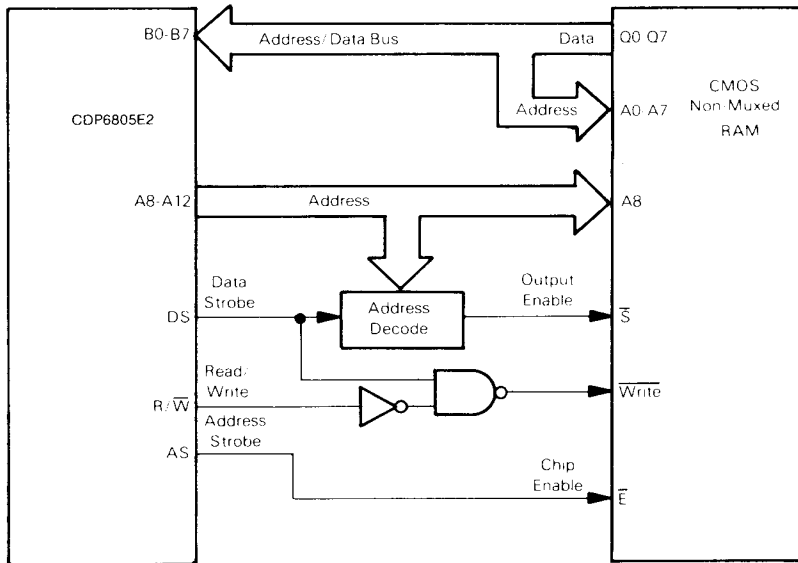 B0-B7
Address/Data Bus
Data
Q0 Q7
CMOS
Non-Muxed
RAM
Address
A0-A7
CDP6805E2
A8-A12
Address
A8
Data
Strobe
DS
Address
Decode
Output
Enable
S̅
Read/
Write
R/W̅
W̅r̅i̅t̅e̅
Address
Strobe
AS
Chip
Enable
E̅